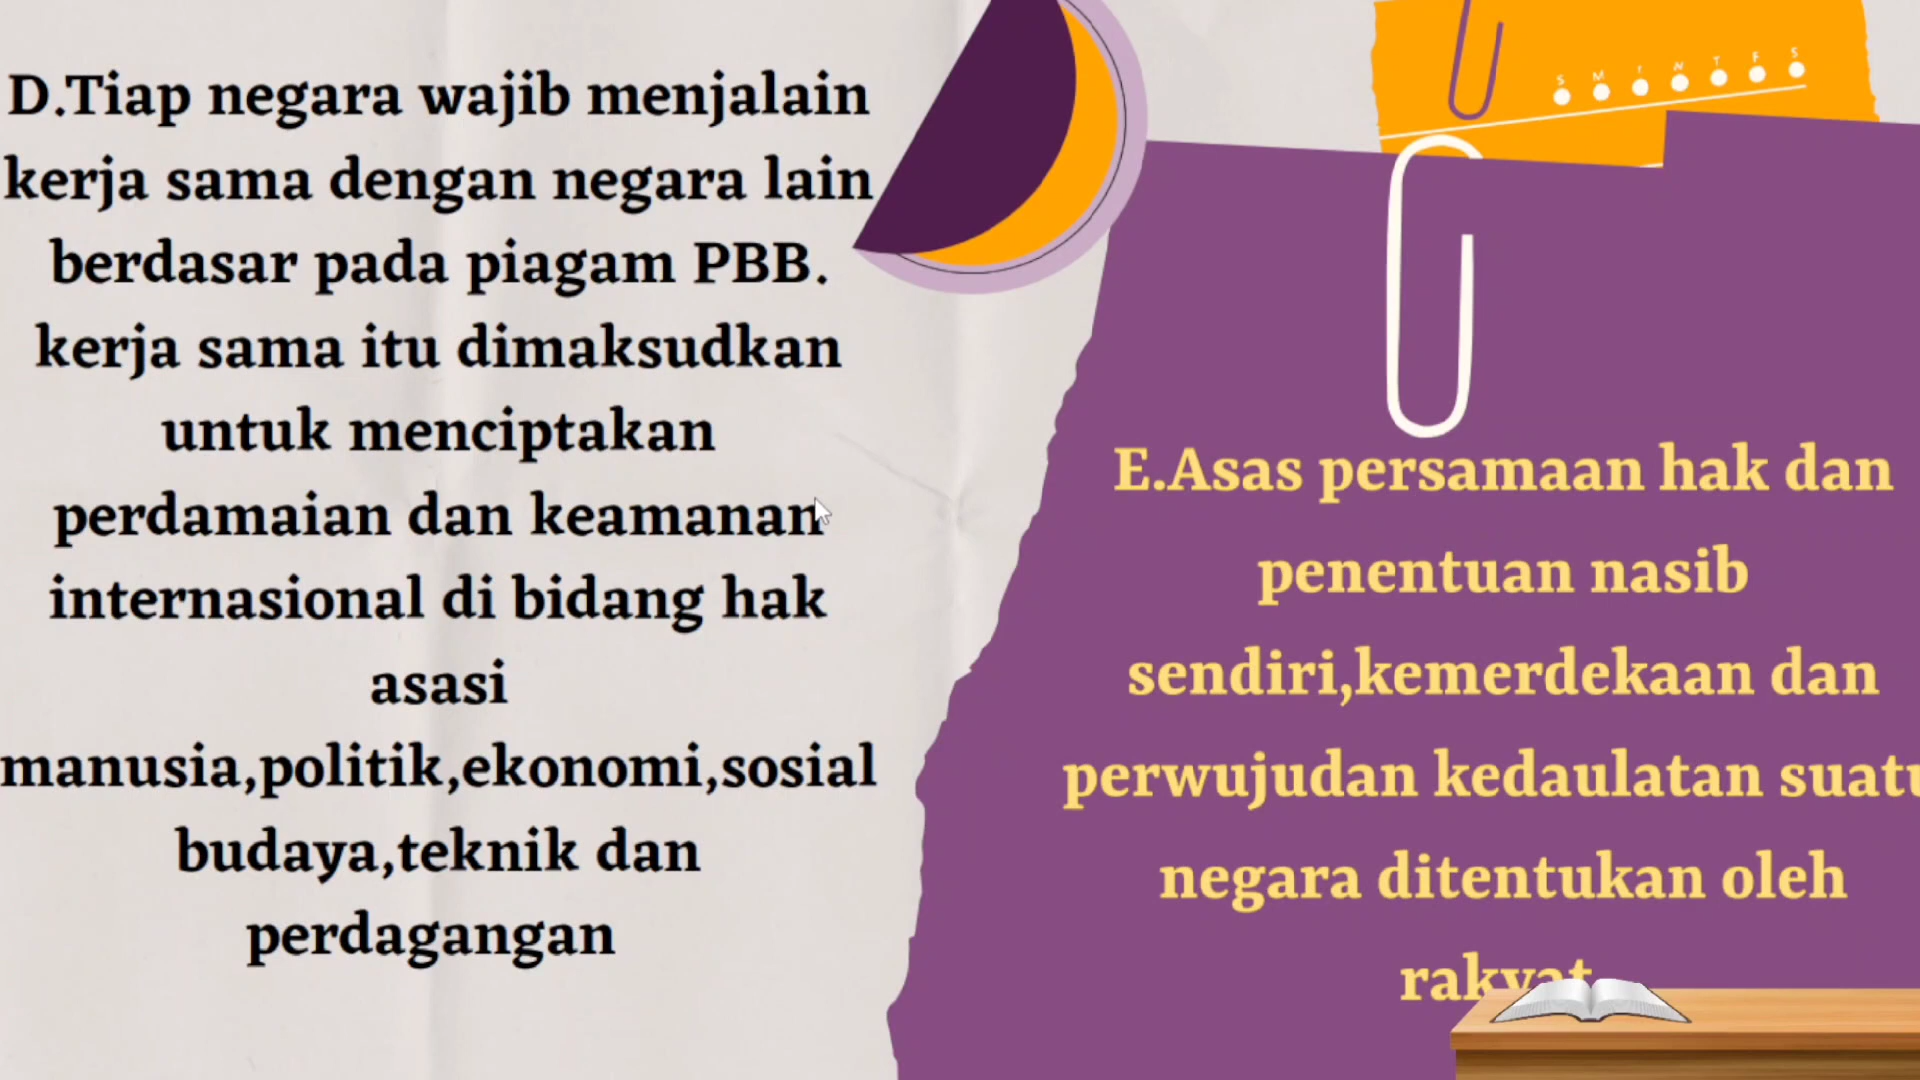 D.Tiap negara wajib menjalain
kerja sama dengan negara lain
berdasar pada piagam PBB.
kerja sama itu dimaksudkan
untuk menciptakan
perdamaian dan keamanan
internasional di bidang hak
asasi
manusia,politik,ekonomi,sosial
budaya,teknik dan
perdagangan
S M T W T F S
E.Asas persamaan hak dan
penentuan nasib
sendiri,kemerdekaan dan
perwujudan kedaulatan suatu
negara ditentukan oleh
rakyat